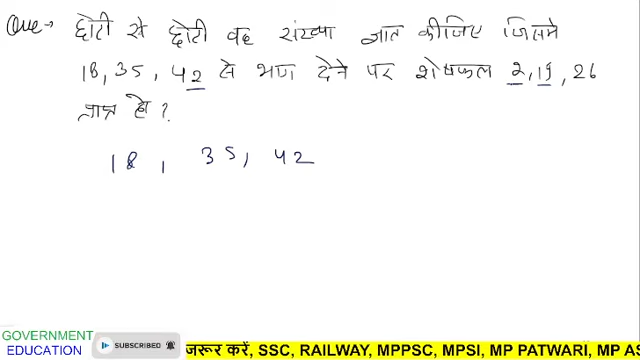 Que → छोटी से छोटी वह संख्या ज्ञात कीजिए जिसमें
18, 35, 42 से भाग देने पर शेषफल 2, 19, 26
प्राप्त हो ?
18, 35, 42
GOVERNMENT
EDUCATION
SUBSCRIBED
जरूर करें, SSC, RAILWAY, MPPSC, MPSI, MP PATWARI, MP AS